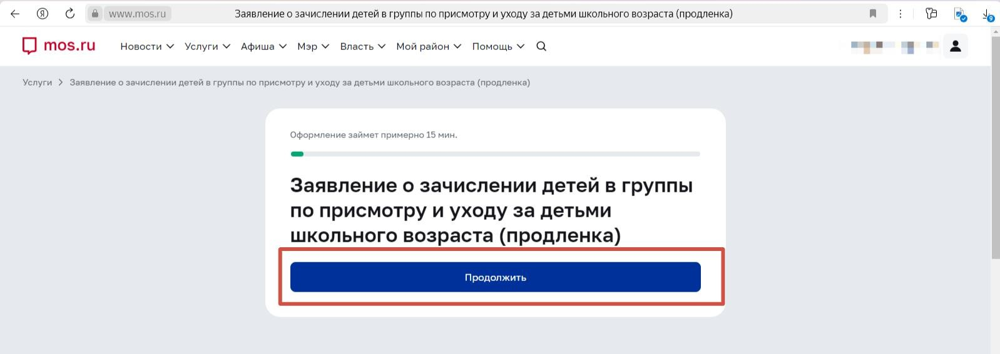 www.mos.ru Заявление о зачислении детей в группы по присмотру и уходу за детьми школьного возраста (продленка) 9
mos.ru Новости Услуги Афиша Мэр Власть Мой район Помощь
Услуги > Заявление о зачислении детей в группы по присмотру и уходу за детьми школьного возраста (продленка)
Оформление займет примерно 15 мин.
Заявление о зачислении детей в группы
по присмотру и уходу за детьми
школьного возраста (продленка)
Продолжить